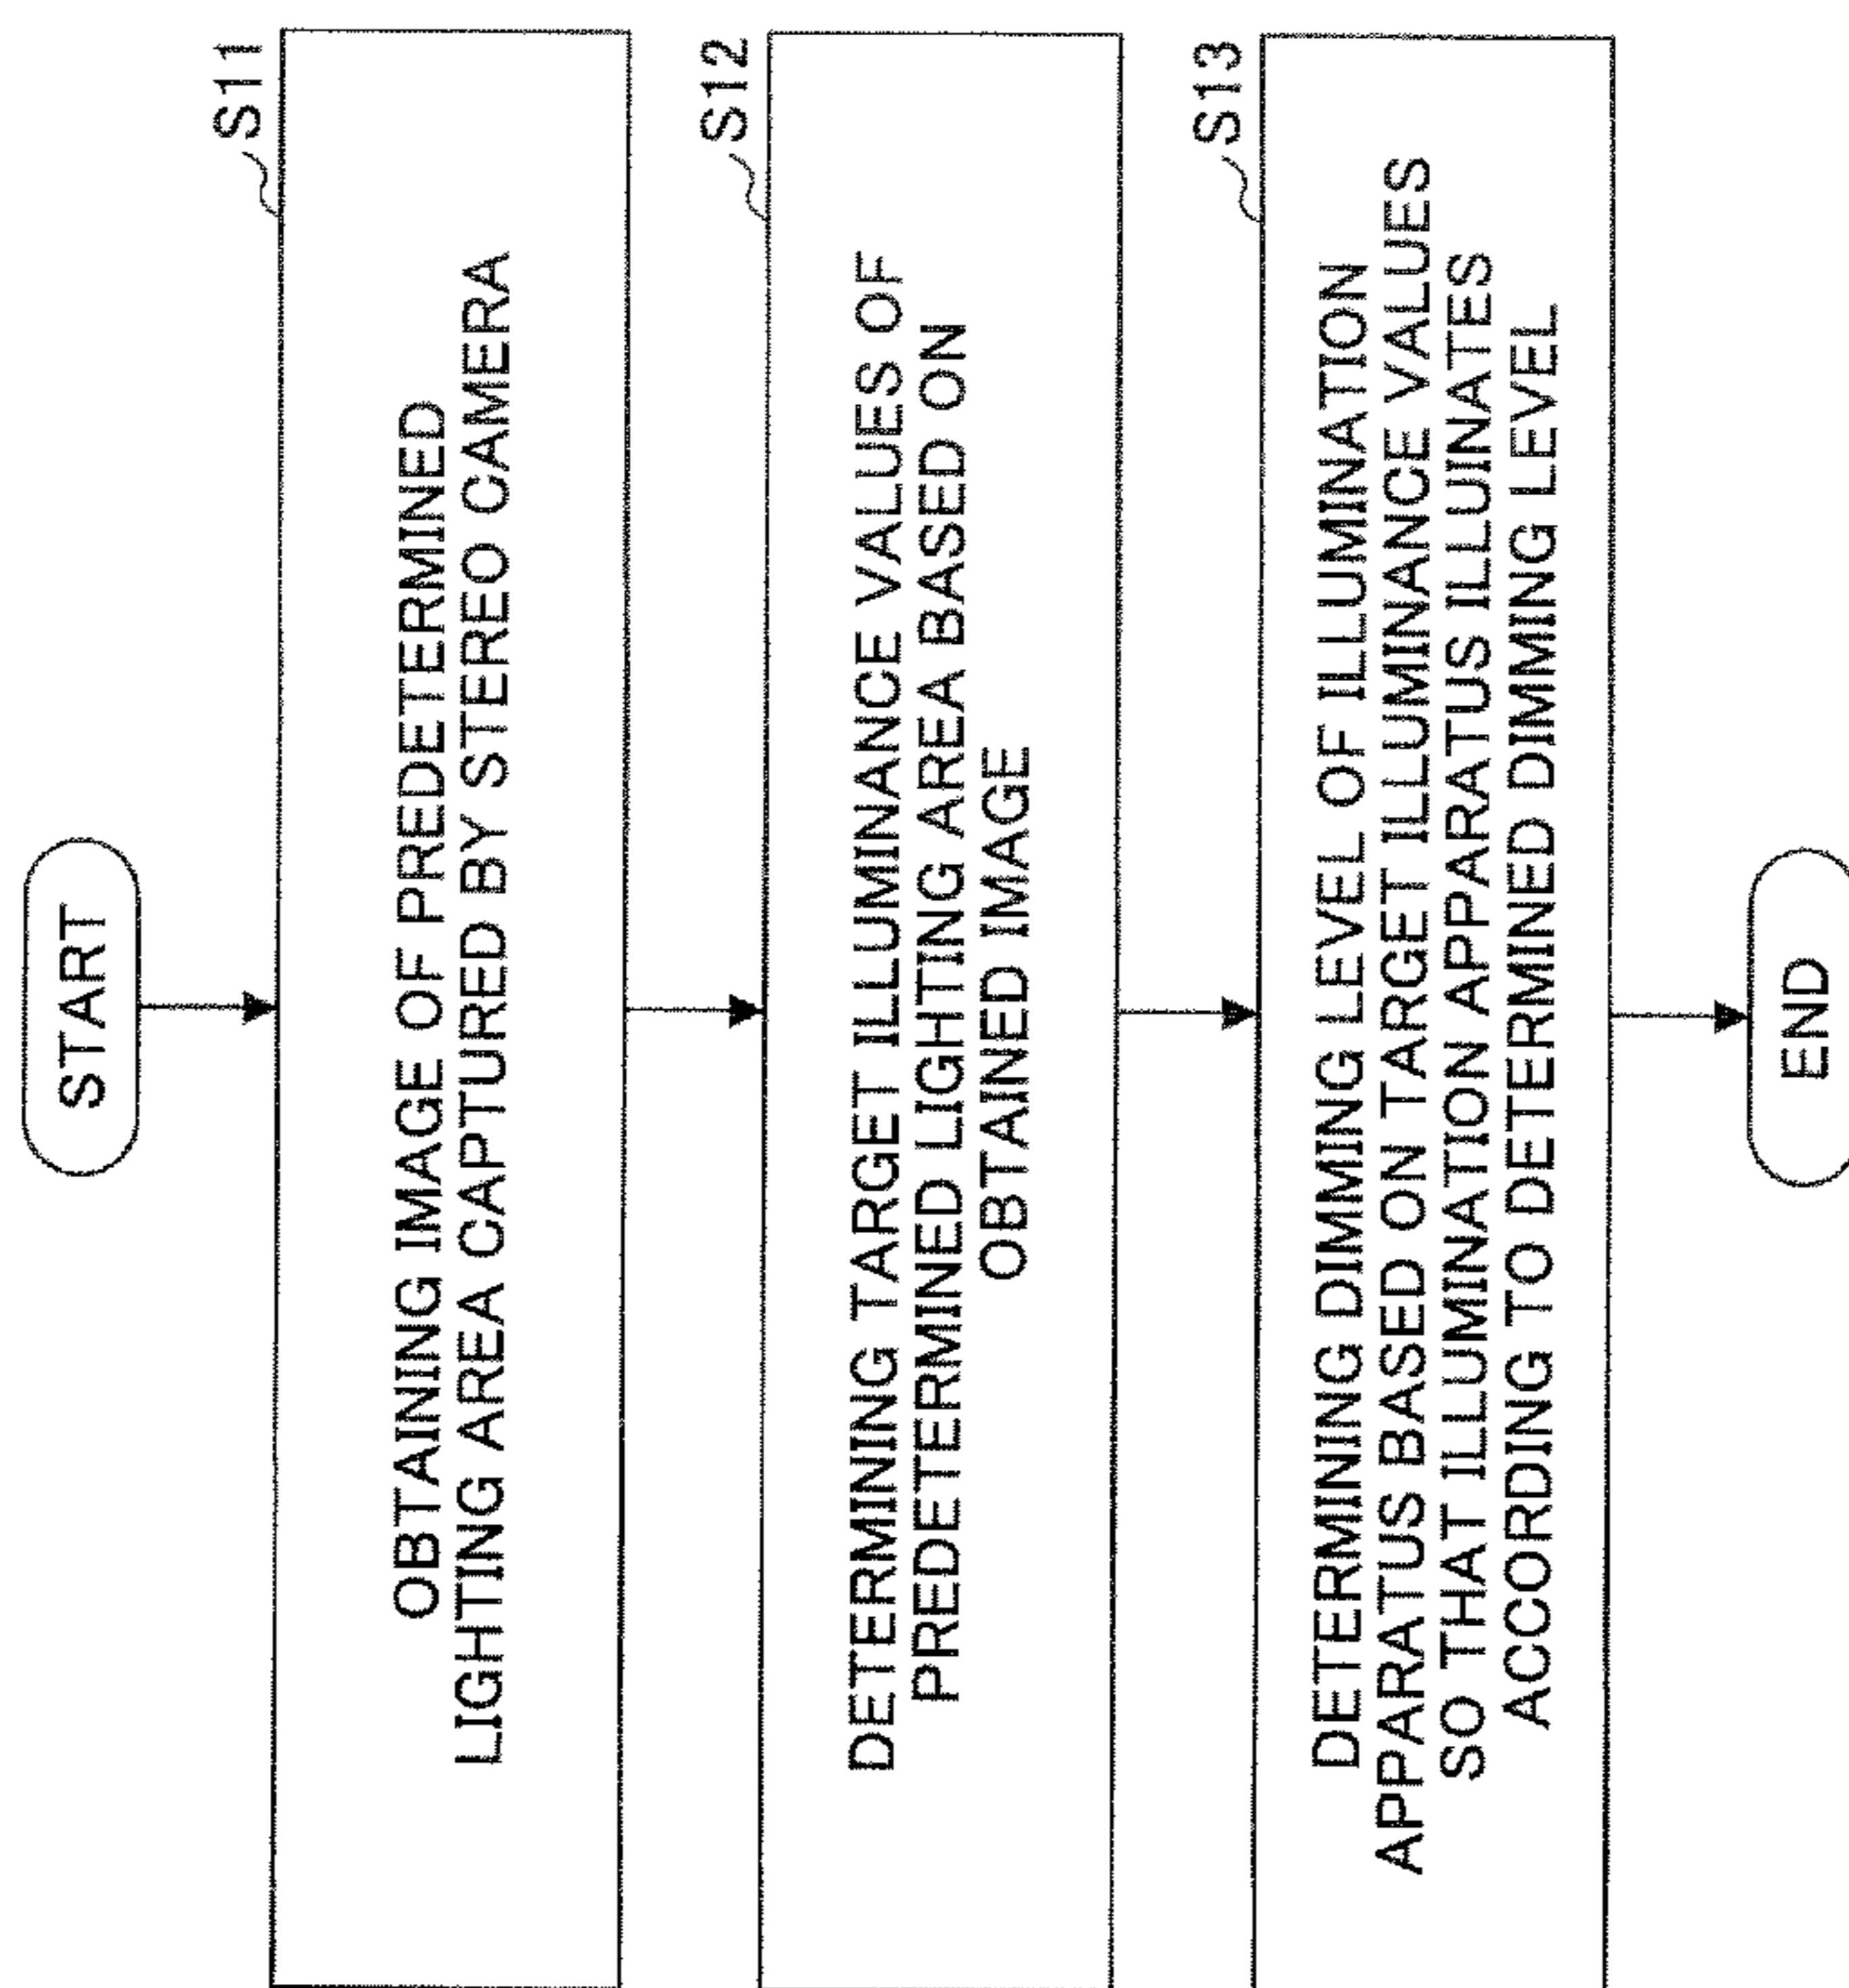 START
S11
OBTAINING IMAGE OF PREDETERMINED
LIGHTING AREA CAPTURED BY STEREO CAMERA
S12
DETERMINING TARGET ILLUMINANCE VALUES OF
PREDETERMINED LIGHTING AREA BASED ON
OBTAINED IMAGE
S13
DETERMINING DIMMING LEVEL OF ILLUMINATION
APPARATUS BASED ON TARGET ILLUMINANCE VALUES
SO THAT ILLUMINATION APPARATUS ILLUINATES
ACCORDING TO DETERMINED DIMMING LEVEL
END